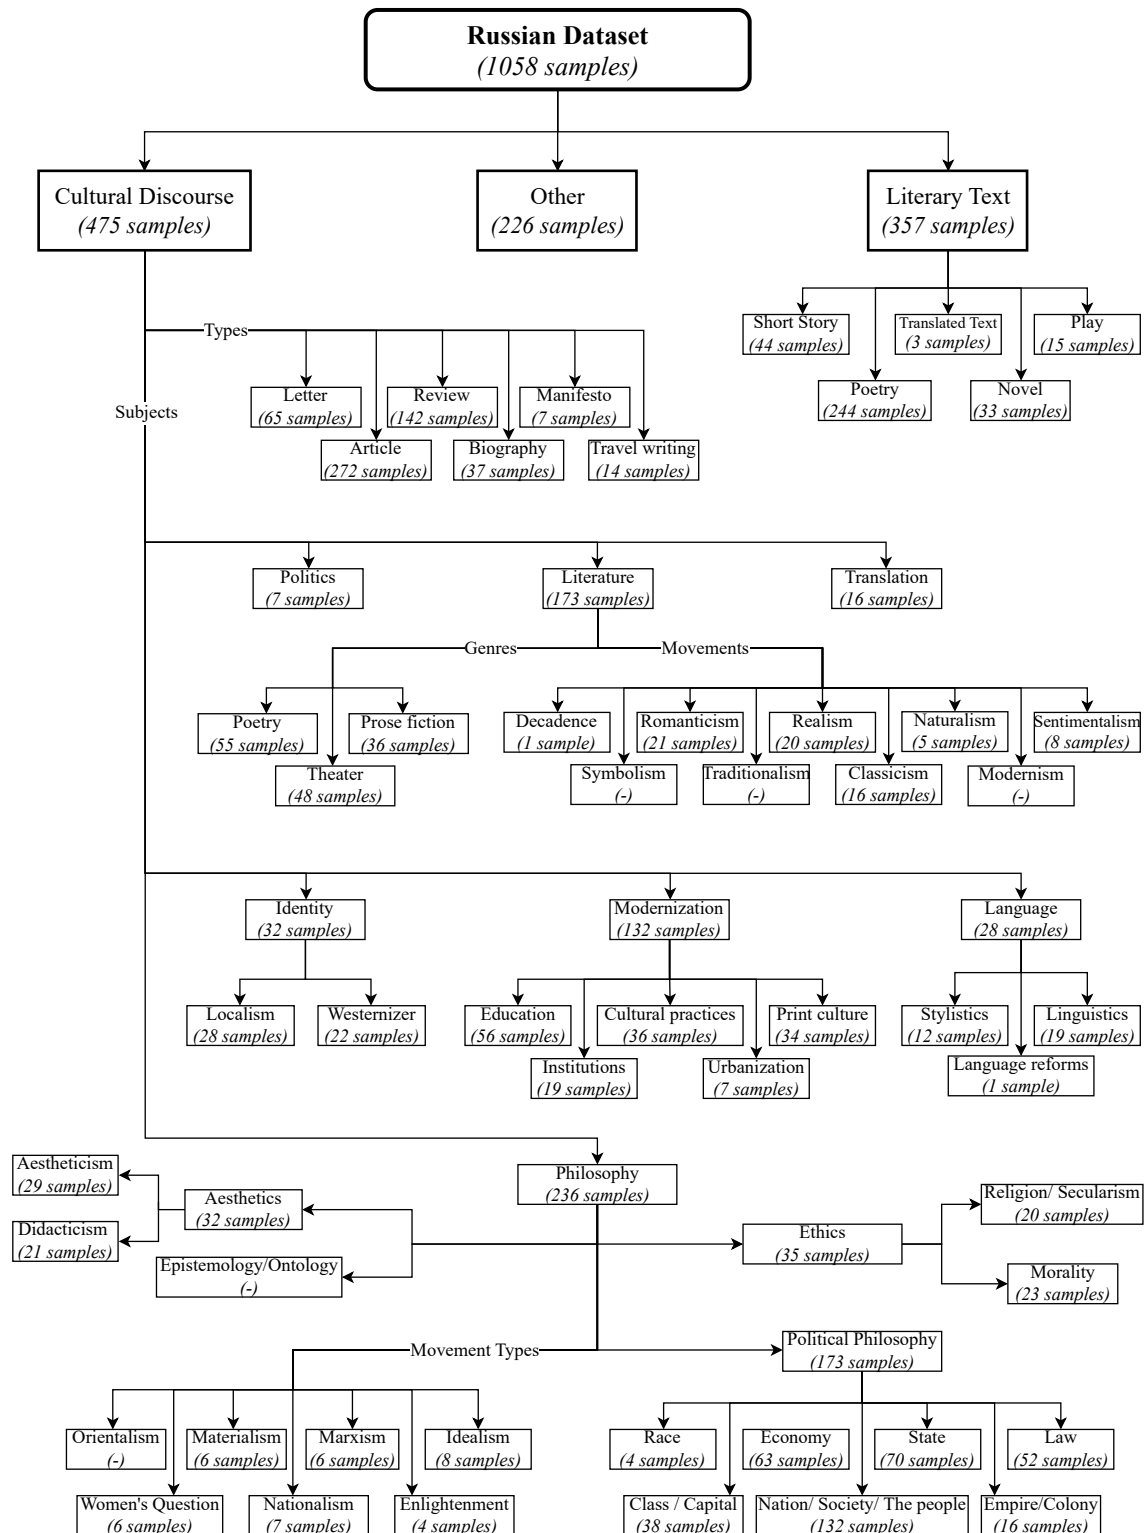 Russian Dataset
(1058 samples)
Cultural Discourse
(475 samples)
Other
(226 samples)
Literary Text
(357 samples)
Short Story
(44 samples)
Translated Text
(3 samples)
Play
(15 samples)
Poetry
(244 samples)
Novel
(33 samples)
Types
Letter
(65 samples)
Review
(142 samples)
Manifesto
(7 samples)
Article
(272 samples)
Biography
(37 samples)
Travel writing
(14 samples)
Subjects
Politics
(7 samples)
Literature
(173 samples)
Translation
(16 samples)
Genres
Movements
Poetry
(55 samples)
Prose fiction
(36 samples)
Theater
(48 samples)
Decadence
(1 sample)
Romanticism
(21 samples)
Realism
(20 samples)
Naturalism
(5 samples)
Sentimentalism
(8 samples)
Symbolism
(-)
Traditionalism
(-)
Classicism
(16 samples)
Modernism
(-)
Identity
(32 samples)
Modernization
(132 samples)
Language
(28 samples)
Localism
(28 samples)
Westernizer
(22 samples)
Education
(56 samples)
Cultural practices
(36 samples)
Print culture
(34 samples)
Institutions
(19 samples)
Urbanization
(7 samples)
Stylistics
(12 samples)
Linguistics
(19 samples)
Language reforms
(1 sample)
Philosophy
(236 samples)
Aestheticism
(29 samples)
Aesthetics
(32 samples)
Didacticism
(21 samples)
Epistemology/Ontology
(-)
Ethics
(35 samples)
Religion/ Secularism
(20 samples)
Morality
(23 samples)
Movement Types
Political Philosophy
(173 samples)
Orientalism
(-)
Materialism
(6 samples)
Marxism
(6 samples)
Idealism
(8 samples)
Women's Question
(6 samples)
Nationalism
(7 samples)
Enlightenment
(4 samples)
Race
(4 samples)
Economy
(63 samples)
State
(70 samples)
Law
(52 samples)
Class / Capital
(38 samples)
Nation/ Society/ The people
(132 samples)
Empire/Colony
(16 samples)